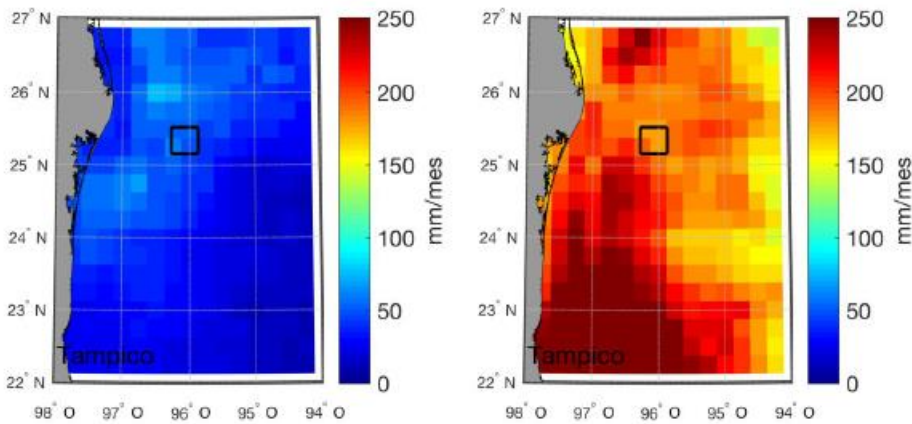 27° N
26° N
25° N
24° N
23° N
22° N
Tampico
98° O
97° O
96° O
95° O
94° O
250
200
150
100
50
0
mm/mes
27° N
26° N
25° N
24° N
23° N
22° N
Tampico
98° O
97° O
96° O
95° O
94° O
250
200
150
100
50
0
mm/mes